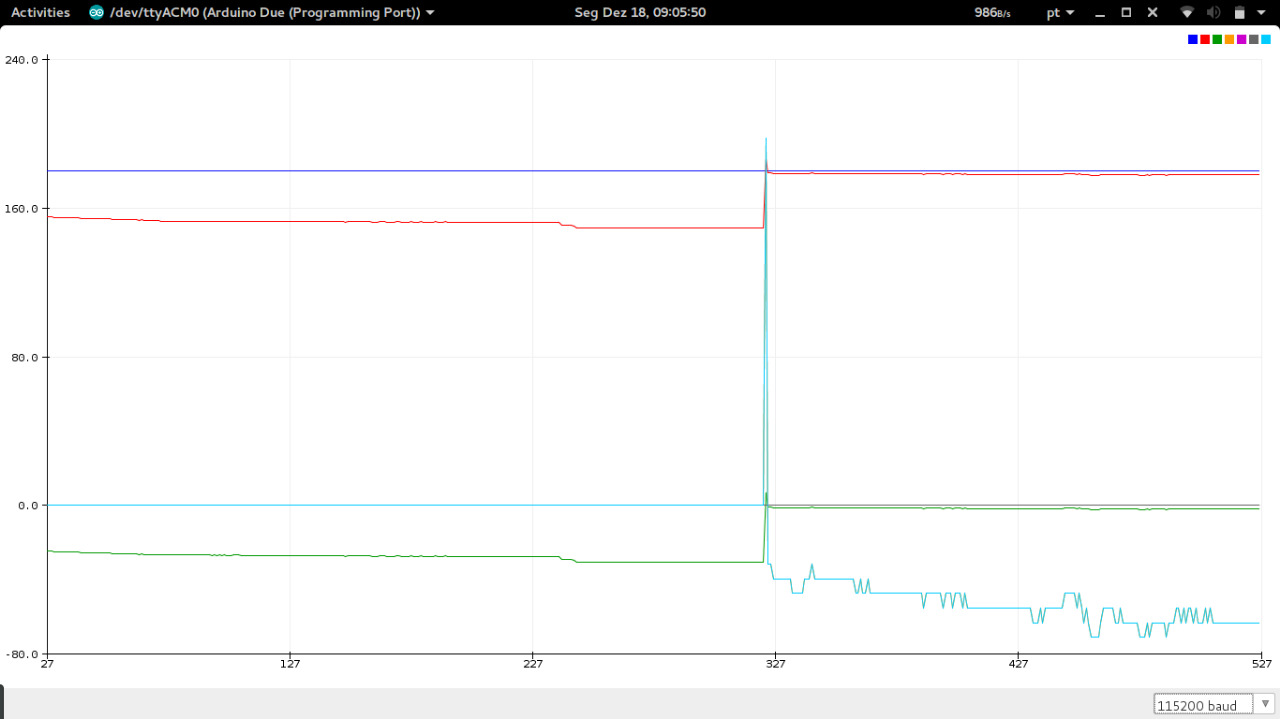 Activities /dev/ttyACM0 (Arduino Due (Programming Port)) Seg Dez 18, 09:05:50 986B/s pt
240.0
160.0
80.0
0.0
-80.0
27 127 227 327 427 527
115200 baud